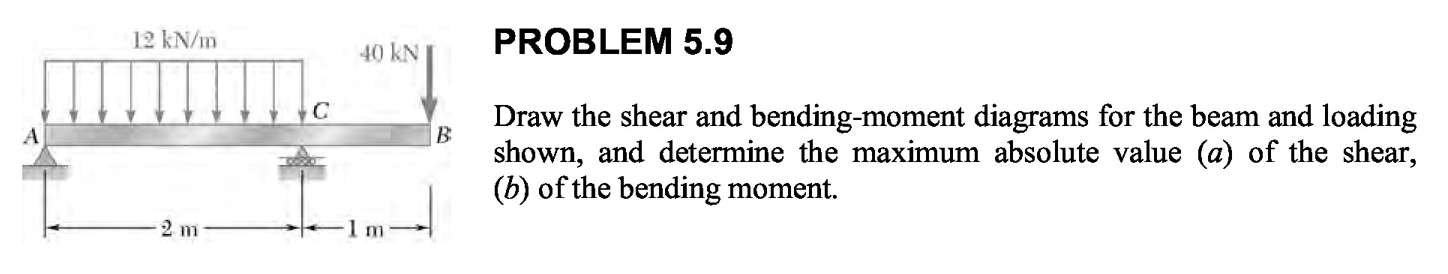 PROBLEM 5.9
12 kN/m
40 kN
C
A
B
2 m
1 m
Draw the shear and bending-moment diagrams for the beam and loading
shown, and determine the maximum absolute value (a) of the shear,
(b) of the bending moment.